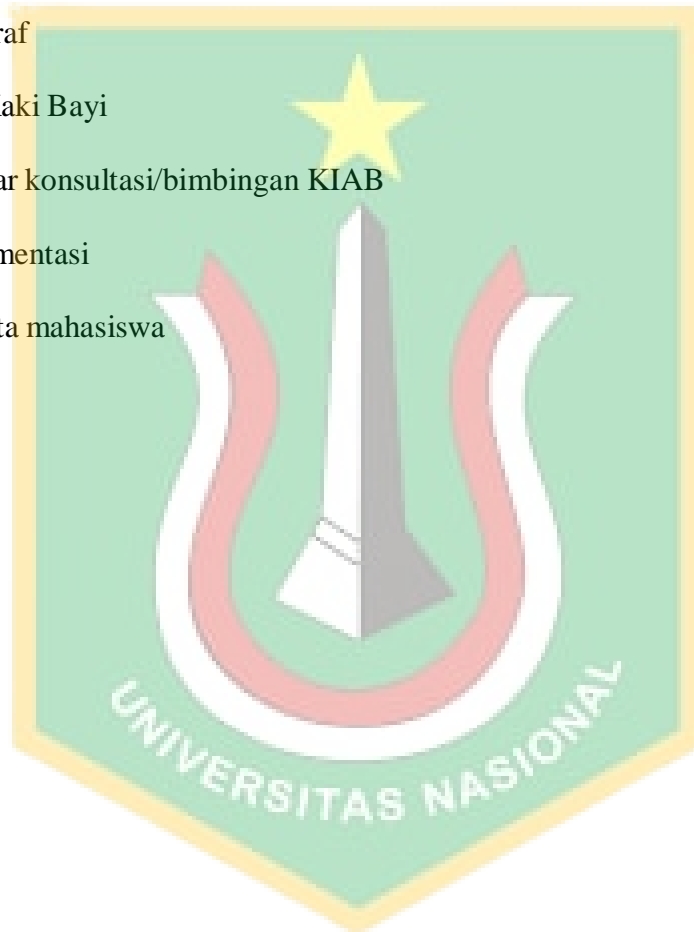 raf
aki Bayi
ar konsultasi/bimbingan KIAB
mentasi
ta mahasiswa
UNIVERSITAS NASIONAL